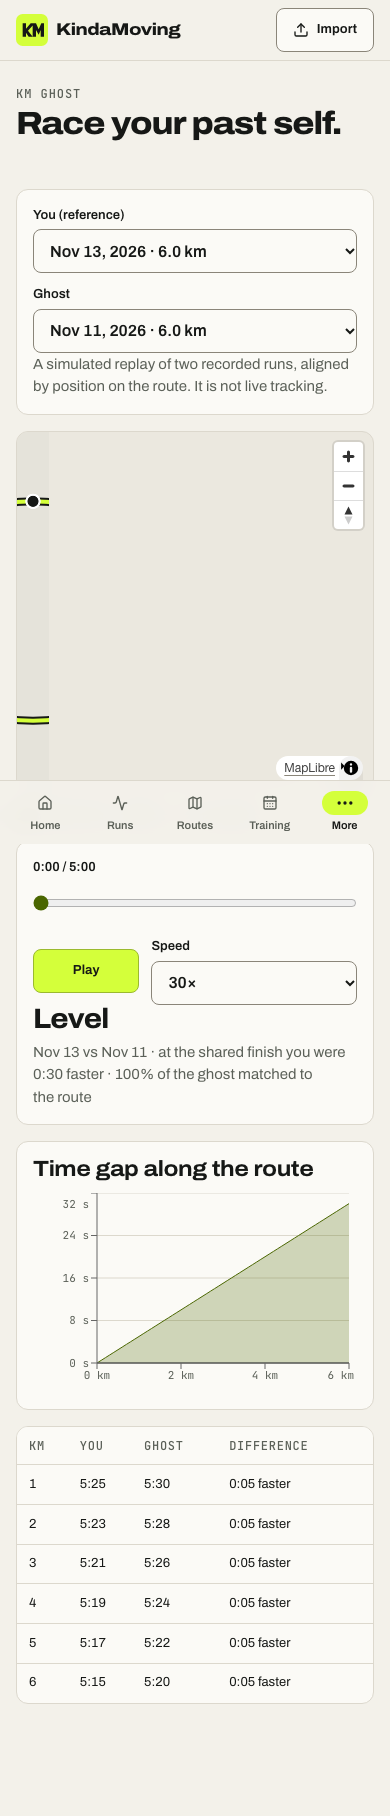 KM KindaMoving
Import
KM GHOST
Race your past self.
You (reference)
Nov 13, 2026 · 6.0 km
Ghost
Nov 11, 2026 · 6.0 km
A simulated replay of two recorded runs, aligned
by position on the route. It is not live tracking.
MapLibre
Home Runs Routes Training More
0:00 / 5:00
Speed
Play 30×
Level
Nov 13 vs Nov 11 · at the shared finish you were
0:30 faster · 100% of the ghost matched to
the route
Time gap along the route
32 s
24 s
16 s
8 s
0 s
0 km 2 km 4 km 6 km
KM YOU GHOST DIFFERENCE
1 5:25 5:30 0:05 faster
2 5:23 5:28 0:05 faster
3 5:21 5:26 0:05 faster
4 5:19 5:24 0:05 faster
5 5:17 5:22 0:05 faster
6 5:15 5:20 0:05 faster